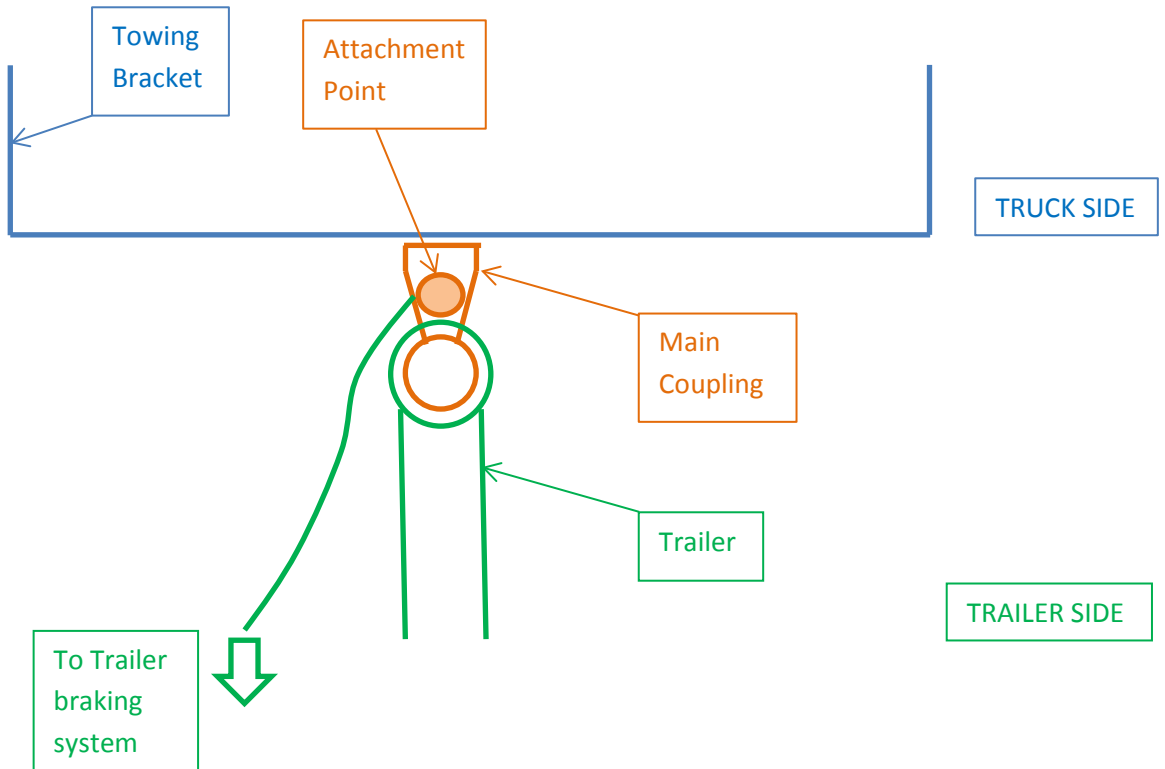 Towing
Bracket
Attachment
Point
TRUCK SIDE
Main
Coupling
Trailer
TRAILER SIDE
To Trailer
braking
system